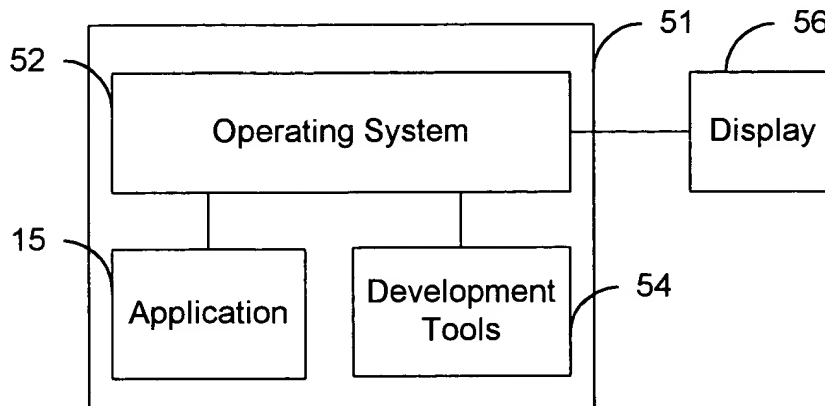 51
56
52
Operating System
Display
15
Application
Development
Tools
54